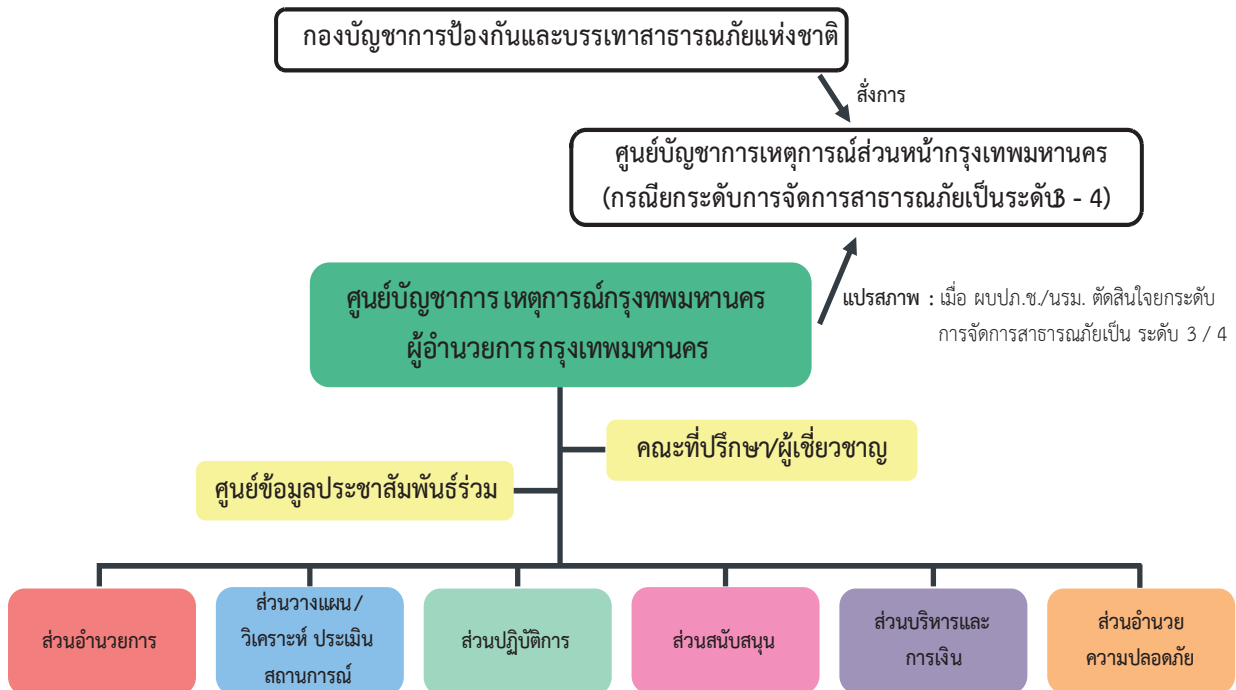 กองบัญชาการป้องกันและบรรเทาสาธารณภัยแห่งชาติ
สั่งการ
ศูนย์บัญชาการเหตุการณ์ส่วนหน้ากรุงเทพมหานคร
(กรณียกระดับการจัดการสาธารณภัยเป็นระดับ3 - 4)
ศูนย์บัญชาการ เหตุการณ์กรุงทพมหานคร
ผู้อำนวยการ กรุงเทพมหานคร
แปรสภาพ : เมื่อ ผบปภ.ช./นรม. ตัดสินใจยกระดับ
การจัดการสาธารณภัยเป็น ระดับ 3 / 4
คณะที่ปรึกษา/ผู้เชี่ยวชาญ
ศูนย์ข้อมูลประชาสัมพันธ์ร่วม
ส่วนอำนวยการ
ส่วนวางแผน /
วิเคราะห์ ประเมิน
สถานการณ์
ส่วนปฏิบัติการ
ส่วนสนับสนุน
ส่วนบริหารและ
การเงิน
ส่วนอำนวย
ความปลอดภัย